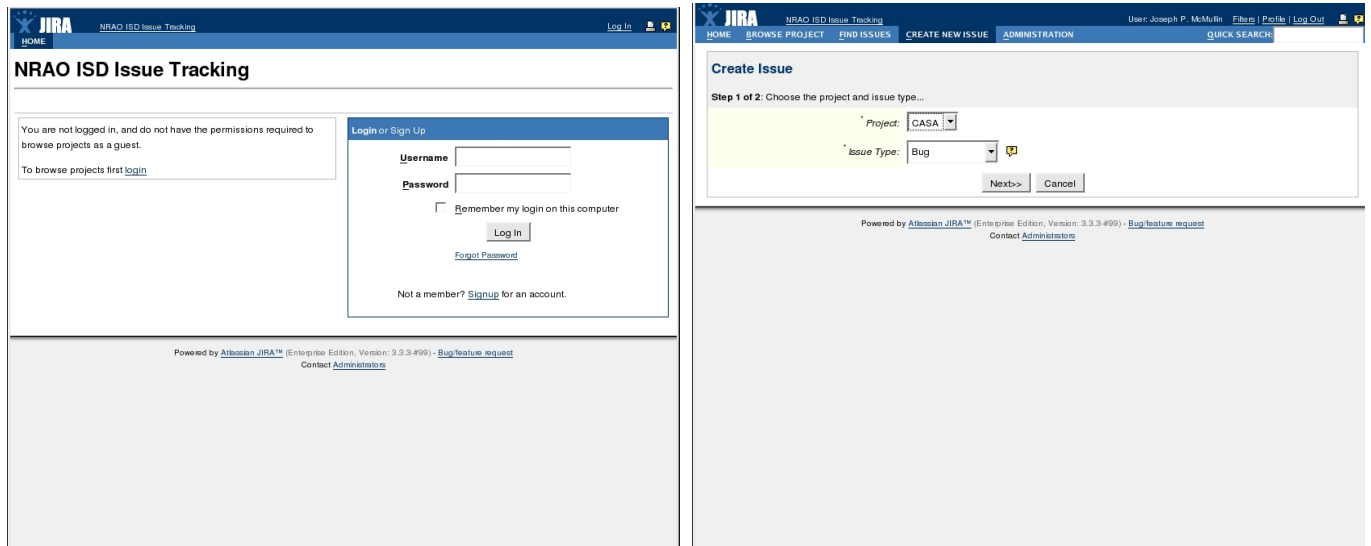 JIRA NRAO ISD Issue Tracking Log In
HOME
NRAO ISD Issue Tracking
You are not logged in, and do not have the permissions required to
browse projects as a guest.
To browse projects first login
Login or Sign Up
Username
Password
Remember my login on this computer
Log In
Forgot Password
Not a member? Signup for an account.
Powered by Atlassian JIRA™ (Enterprise Edition, Version: 3.3.3-#99) - Bug/feature request
Contact Administrators
JIRA NRAO ISD Issue Tracking User: Joseph P. McMullin Filters | Profile | Log Out
HOME BROWSE PROJECT FIND ISSUES CREATE NEW ISSUE ADMINISTRATION QUICK SEARCH:
Create Issue
Step 1 of 2: Choose the project and issue type...
* Project: CASA
* Issue Type: Bug
Next>> Cancel
Powered by Atlassian JIRA™ (Enterprise Edition, Version: 3.3.3-#99) - Bug/feature request
Contact Administrators